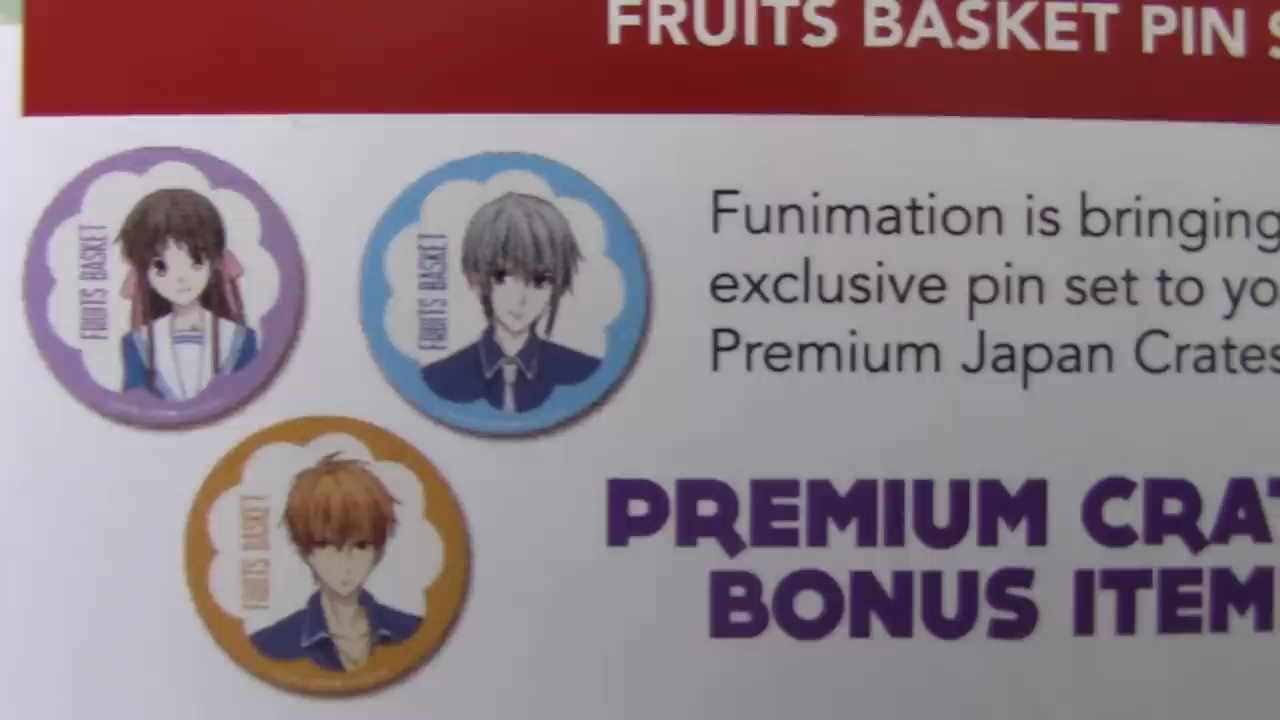 FRUITS BASKET PIN
FRUITS BASKET
FRUITS BASKET
FRUITS BASKET
Funimation is bringing
exclusive pin set to yo
Premium Japan Crates
PREMIUM CRAT
BONUS ITEM